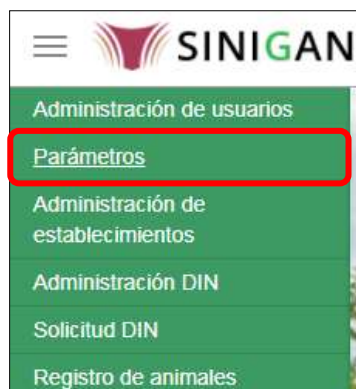 SINIGAN
Administración de usuarios
Parámetros
Administración de
establecimientos
Administración DIN
Solicitud DIN
Registro de animales